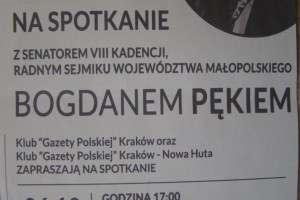 NA SPOTKANIE
Z SENATOREM VIII KADENCJI,
RADNYM SEJMIKU WOJEWÓDZTWA MAŁOPOLSKIEGO
BOGDANEM PĘKIEM
Klub "Gazety Polskiej" Kraków oraz
Klub "Gazety Polskiej" Kraków - Nowa Huta
ZAPRASZAJĄ NA SPOTKANIE
GODZINA 17:00